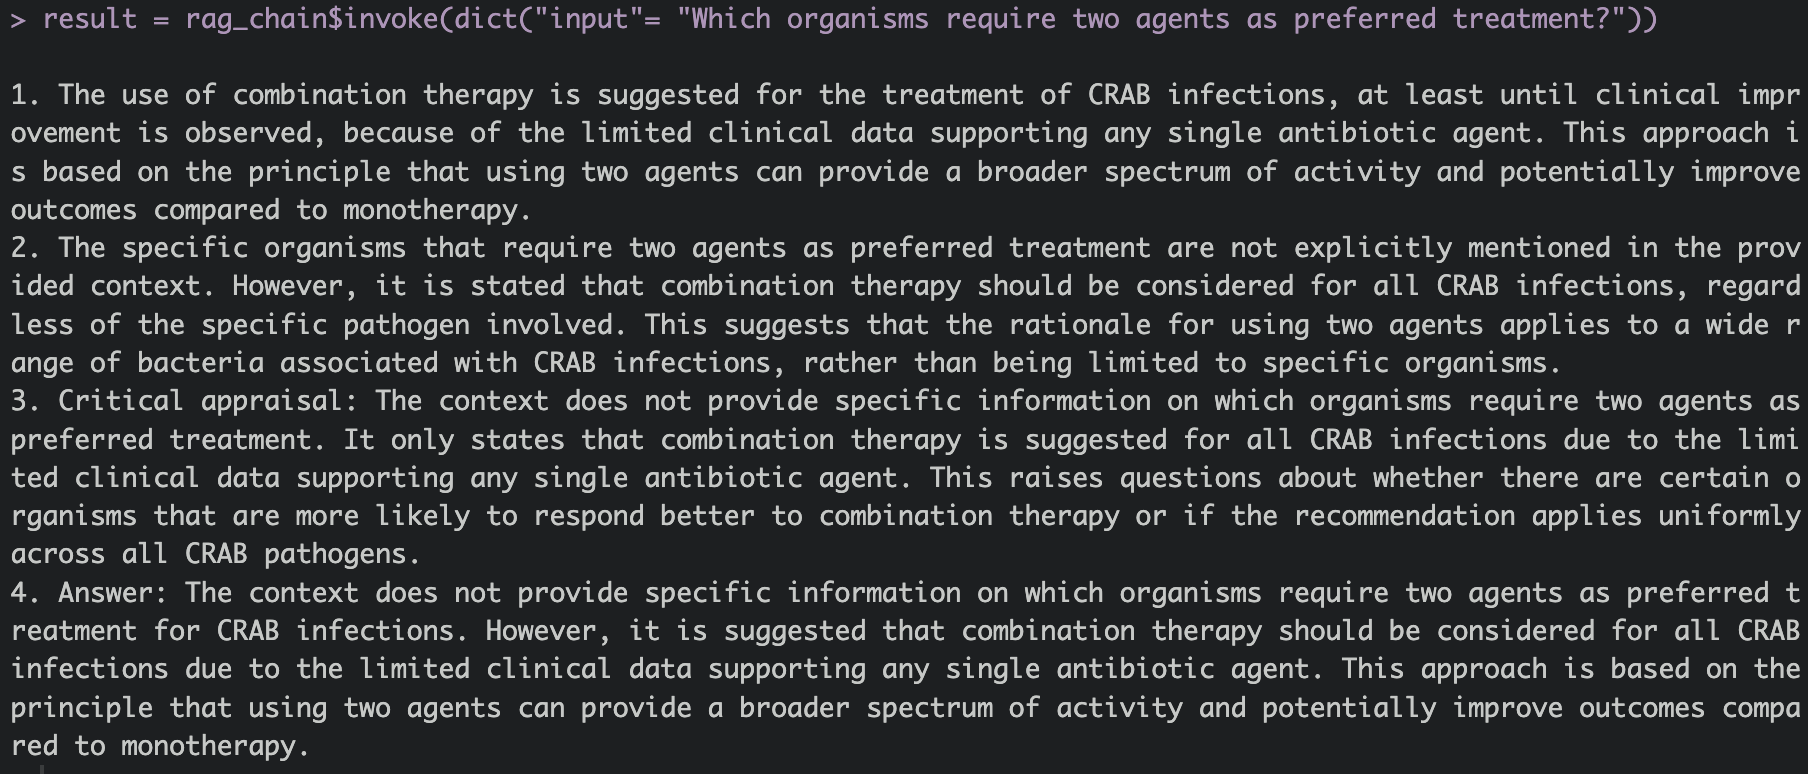 > result = rag_chain$invoke(dict("input"= "Which organisms require two agents as preferred treatment?"))
1. The use of combination therapy is suggested for the treatment of CRAB infections, at least until clinical impr
ovement is observed, because of the limited clinical data supporting any single antibiotic agent. This approach i
s based on the principle that using two agents can provide a broader spectrum of activity and potentially improve
outcomes compared to monotherapy.
2. The specific organisms that require two agents as preferred treatment are not explicitly mentioned in the prov
ided context. However, it is stated that combination therapy should be considered for all CRAB infections, regard
less of the specific pathogen involved. This suggests that the rationale for using two agents applies to a wide r
ange of bacteria associated with CRAB infections, rather than being limited to specific organisms.
3. Critical appraisal: The context does not provide specific information on which organisms require two agents as
preferred treatment. It only states that combination therapy is suggested for all CRAB infections due to the limi
ted clinical data supporting any single antibiotic agent. This raises questions about whether there are certain o
rganisms that are more likely to respond better to combination therapy or if the recommendation applies uniformly
across all CRAB pathogens.
4. Answer: The context does not provide specific information on which organisms require two agents as preferred t
reatment for CRAB infections. However, it is suggested that combination therapy should be considered for all CRAB
infections due to the limited clinical data supporting any single antibiotic agent. This approach is based on the
principle that using two agents can provide a broader spectrum of activity and potentially improve outcomes compa
red to monotherapy.